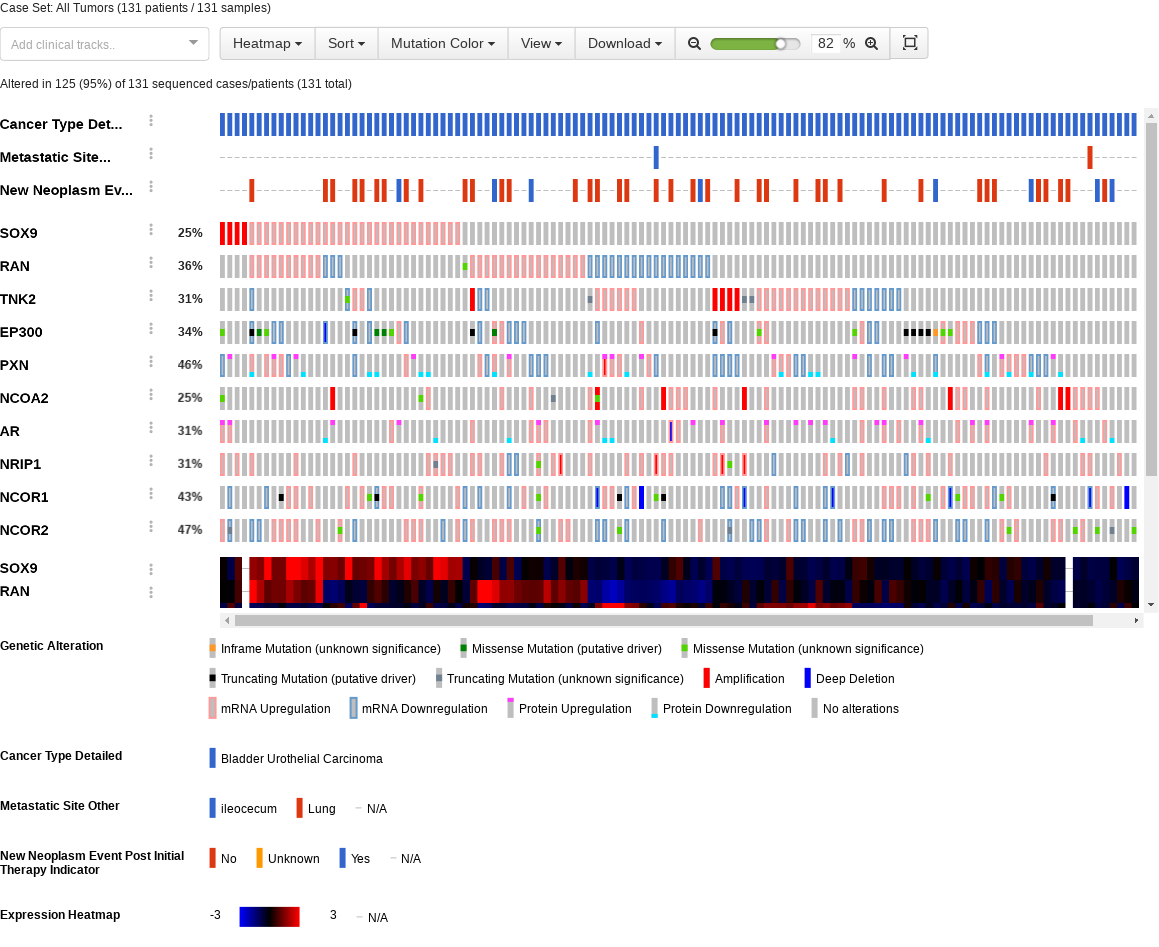 Case Set: All Tumors (131 patients / 131 samples)
Add clinical tracks..
Heatmap Sort Mutation Color View Download 82 %
Altered in 125 (95%) of 131 sequenced cases/patients (131 total)
Cancer Type Det...
Metastatic Site...
New Neoplasm Ev...
SOX9 25%
RAN 36%
TNK2 31%
EP300 34%
PXN 46%
NCOA2 25%
AR 31%
NRIP1 31%
NCOR1 43%
NCOR2 47%
SOX9
RAN
Genetic Alteration Inframe Mutation (unknown significance) Missense Mutation (putative driver) Missense Mutation (unknown significance)
Truncating Mutation (putative driver) Truncating Mutation (unknown significance) Amplification Deep Deletion
mRNA Upregulation mRNA Downregulation Protein Upregulation Protein Downregulation No alterations
Cancer Type Detailed Bladder Urothelial Carcinoma
Metastatic Site Other ileocecum Lung N/A
New Neoplasm Event Post Initial No Unknown Yes N/A
Therapy Indicator
Expression Heatmap -3 3 N/A